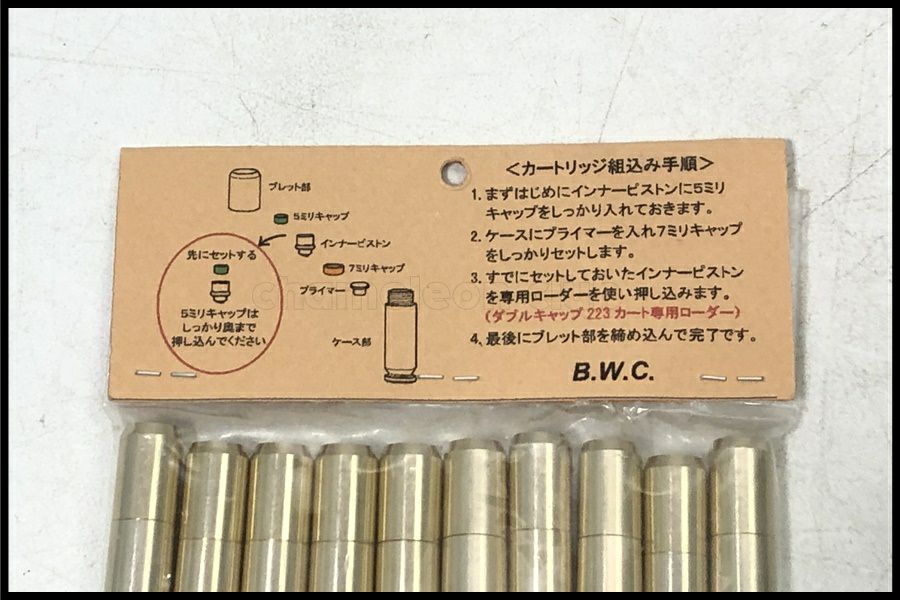 ブレット部
5ミリキャップ
インナーピストン
先にセットする
7ミリキャップ
プライマー
5ミリキャップは
しっかり奥まで
押し込んでください
ケース部
＜カートリッジ組込み手順＞
1、まずはじめにインナーピストンに5ミリ
キャップをしっかり入れておきます。
2、ケースにプライマーを入れ7ミリキャップ
をしっかりセットします。
3、すでにセットしておいたインナーピストン
を専用ローダーを使い押し込みます。
(ダブルキャップ 223 カート専用ローダー)
4、最後にブレット部を締め込んで完了です。
B.W.C.